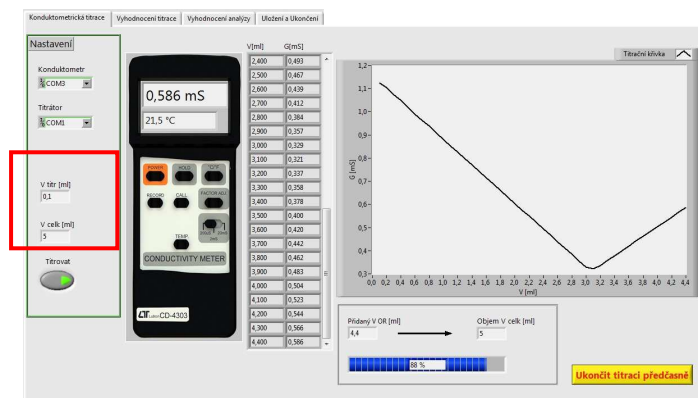 Konduktometrická titrace Vyhodnocení titrace Vyhodnocení analýzy Uložení a Ukončení
Nastavení
Konduktometr
COM3
Titrátor
COM1
V titr [ml]
0,1
V celk [ml]
5
Titrovat
0,586 mS
21,5 °C
POWER HOLD °C/°F
RECORD CALL FACTOR ADJ
TEMP.
200uS 20mS
2mS
CONDUCTIVITY METER
Lutron CD-4303
V[ml] G[mS]
2,400 0,493
2,500 0,467
2,600 0,439
2,700 0,412
2,800 0,384
2,900 0,357
3,000 0,329
3,100 0,321
3,200 0,337
3,300 0,358
3,400 0,378
3,500 0,400
3,600 0,420
3,700 0,442
3,800 0,462
3,900 0,483
4,000 0,504
4,100 0,523
4,200 0,544
4,300 0,566
4,400 0,586
Titrační křivka
1,2
1,1
1,0
0,9
0,8
0,7
0,6
0,5
0,4
0,3
G [mS]
0,0 0,2 0,4 0,6 0,8 1,0 1,2 1,4 1,6 1,8 2,0 2,2 2,4 2,6 2,8 3,0 3,2 3,4 3,6 3,8 4,0 4,2 4,4
V [ml]
Přidaný V OR [ml] Objem V celk [ml]
4,4 5
88 %
Ukončit titraci předčasně